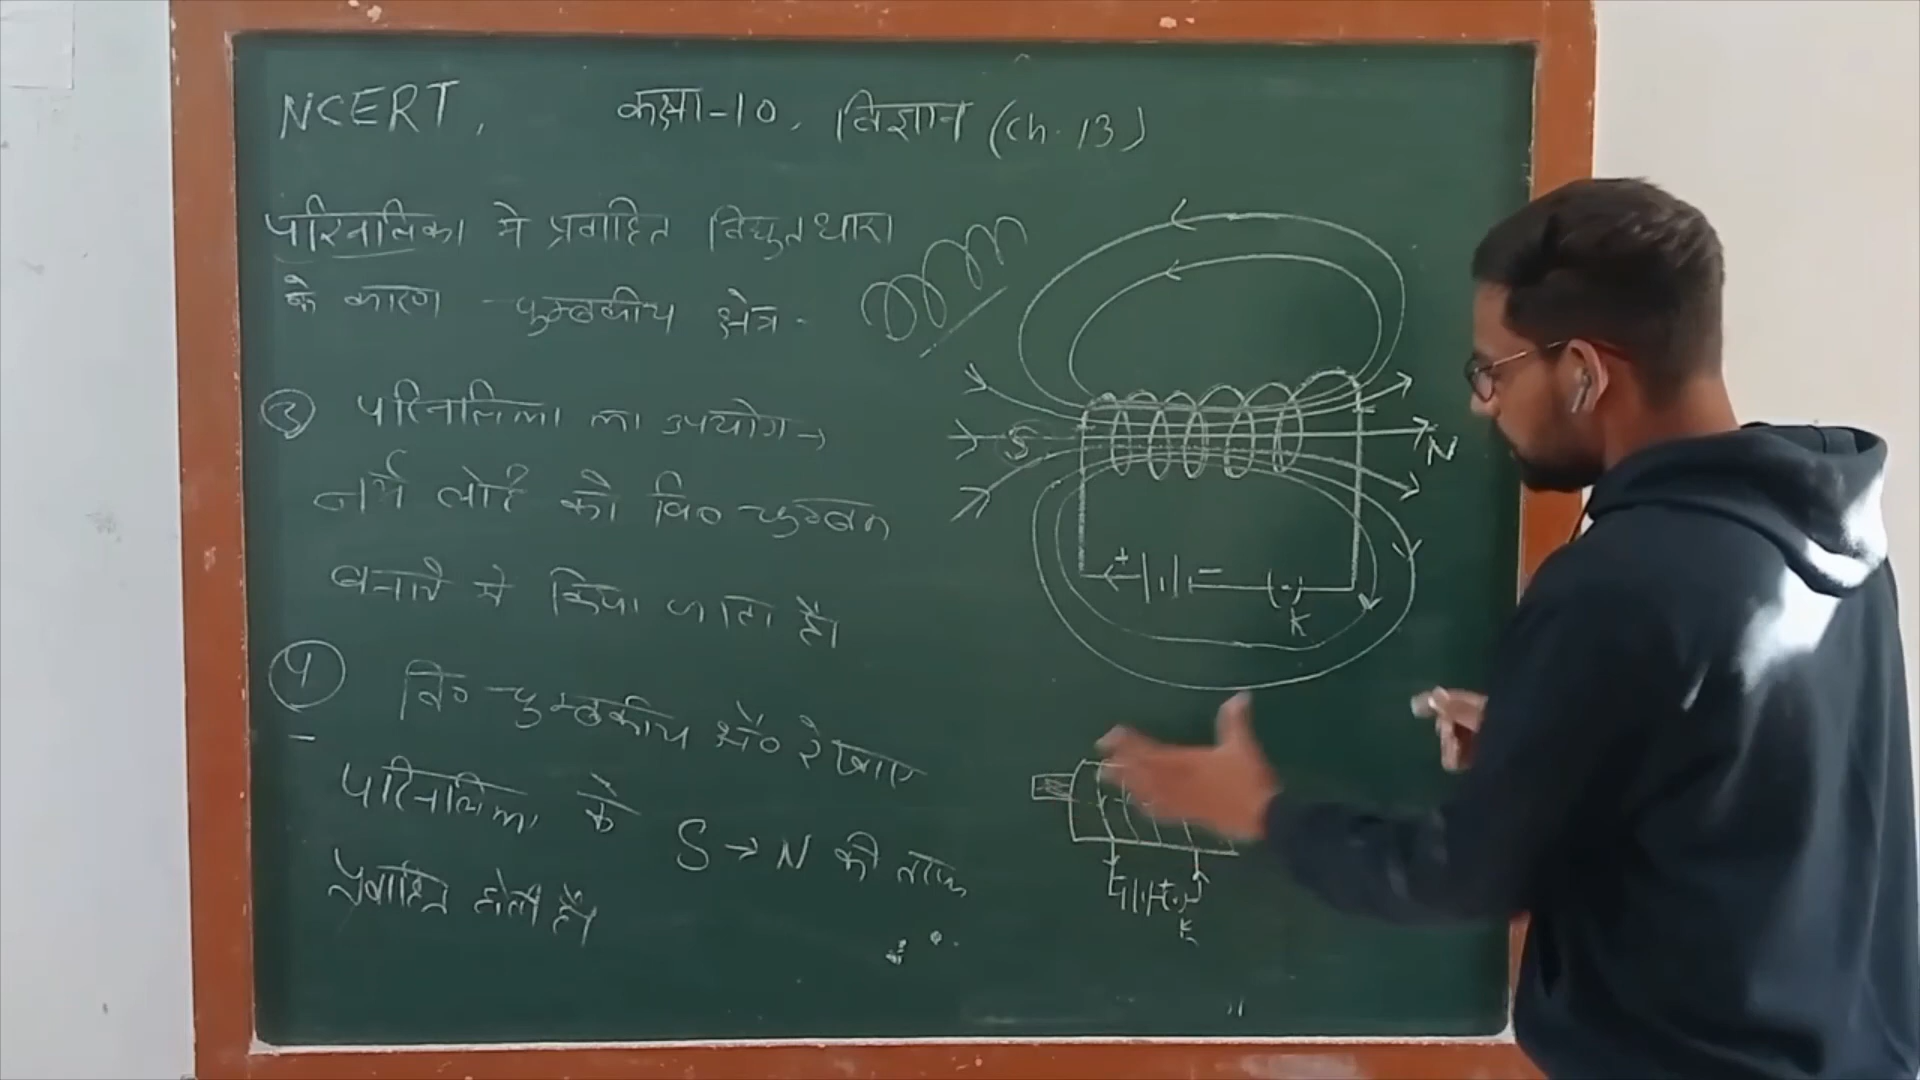 NCERT, कक्षा-10, विज्ञान (Ch. 13)
परिनालिका मे प्रवाहित विद्युतधारा
के कारण चुम्बकीय क्षेत्र.
③ परिनालिका का उपयोग→
नर्म लोहे को वि० चुम्बक
बनाने मे किया जाता है।
④ वि० चुम्बकीय क्षे० रेखाए
परिनालिका के S→N की तरफ
प्रवाहित होती है।
S
N
+ −
K
− +
K